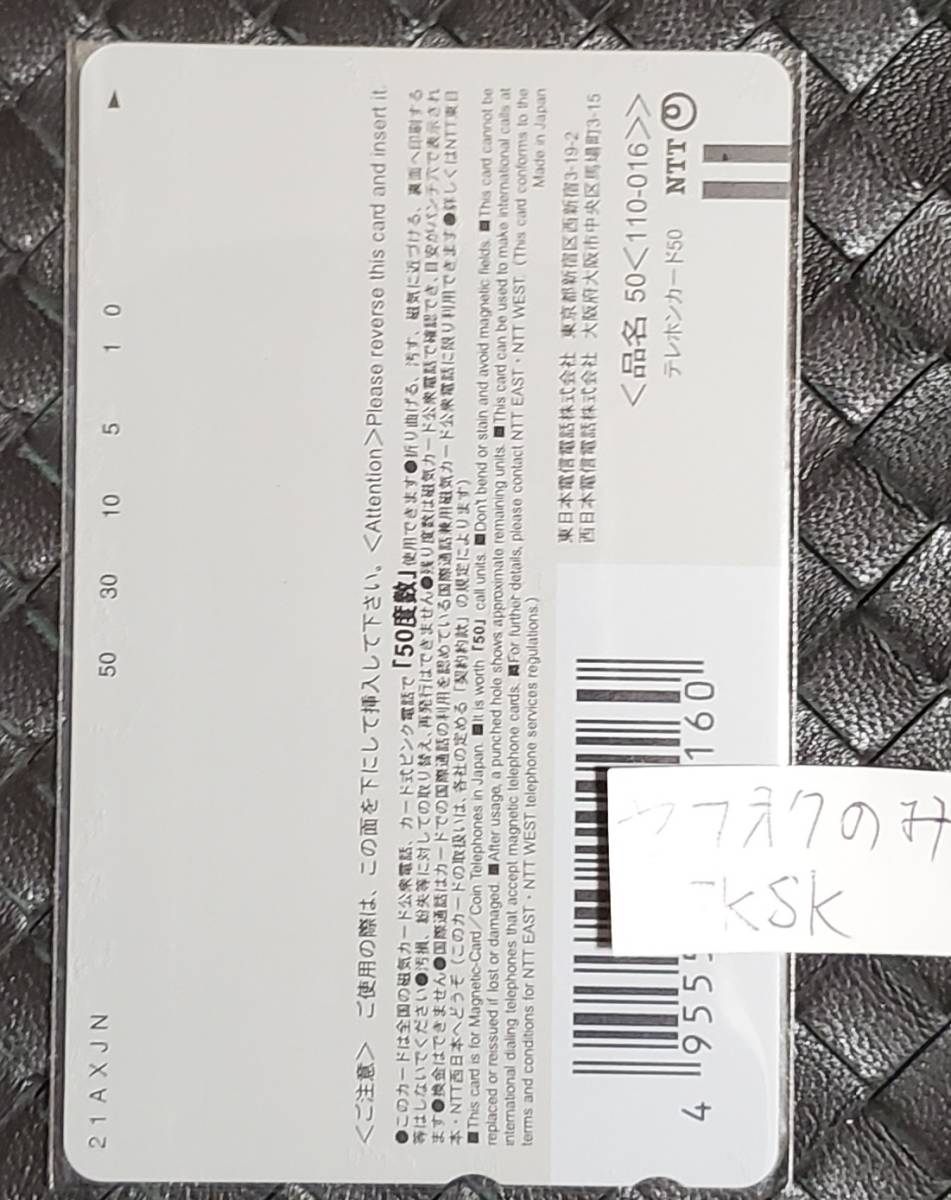 21AXJN
50 30 10 5 1 0
<ご注意> ご使用の際は、この面を下にして挿入して下さい。<Attention>Please reverse this card and insert it.
●このカードは全国の磁気カード公衆電話、カード式ピンク電話で「50度数」使用できます●折り曲げる、汚す、磁気に近づける、裏面へ印刷する
等はしないでください●汚損、紛失等に対しての取り替え、再発行はできません●残り度数は磁気カード公衆電話で確認でき、目安がパンチ穴で表示され
ます●換金はできません●国際通話はカードでの国際通話の利用を認めている国際通話兼用磁気カード公衆電話に限り利用できます●詳しくはNTT東日
本・NTT西日本へどうぞ(このカードの取扱いは、各社の定める「契約約款」の規定によります)
■This card is for Magnetic-Card/Coin Telephones in Japan. ■It is worth「50」call units. ■Don't bend or stain and avoid magnetic fields. ■This card cannot be
replaced or reissued if lost or damaged. ■After usage, a punched hole shows approximate remaining units. ■This card can be used to make international calls at
international dialing telephones that accept magnetic telephone cards. ■For further details, please contact NTT EAST・NTT WEST. (This card conforms to the
terms and conditions for NTT EAST・NTT WEST telephone services regulations.)
Made in Japan
東日本電信電話株式会社 東京都新宿区西新宿3-19-2
西日本電信電話株式会社 大阪府大阪市中央区馬場町3-15
<品名 50<110-016>>
テレホンカード50 NTT
4 9555 160
ヤフオクのみ
kSk